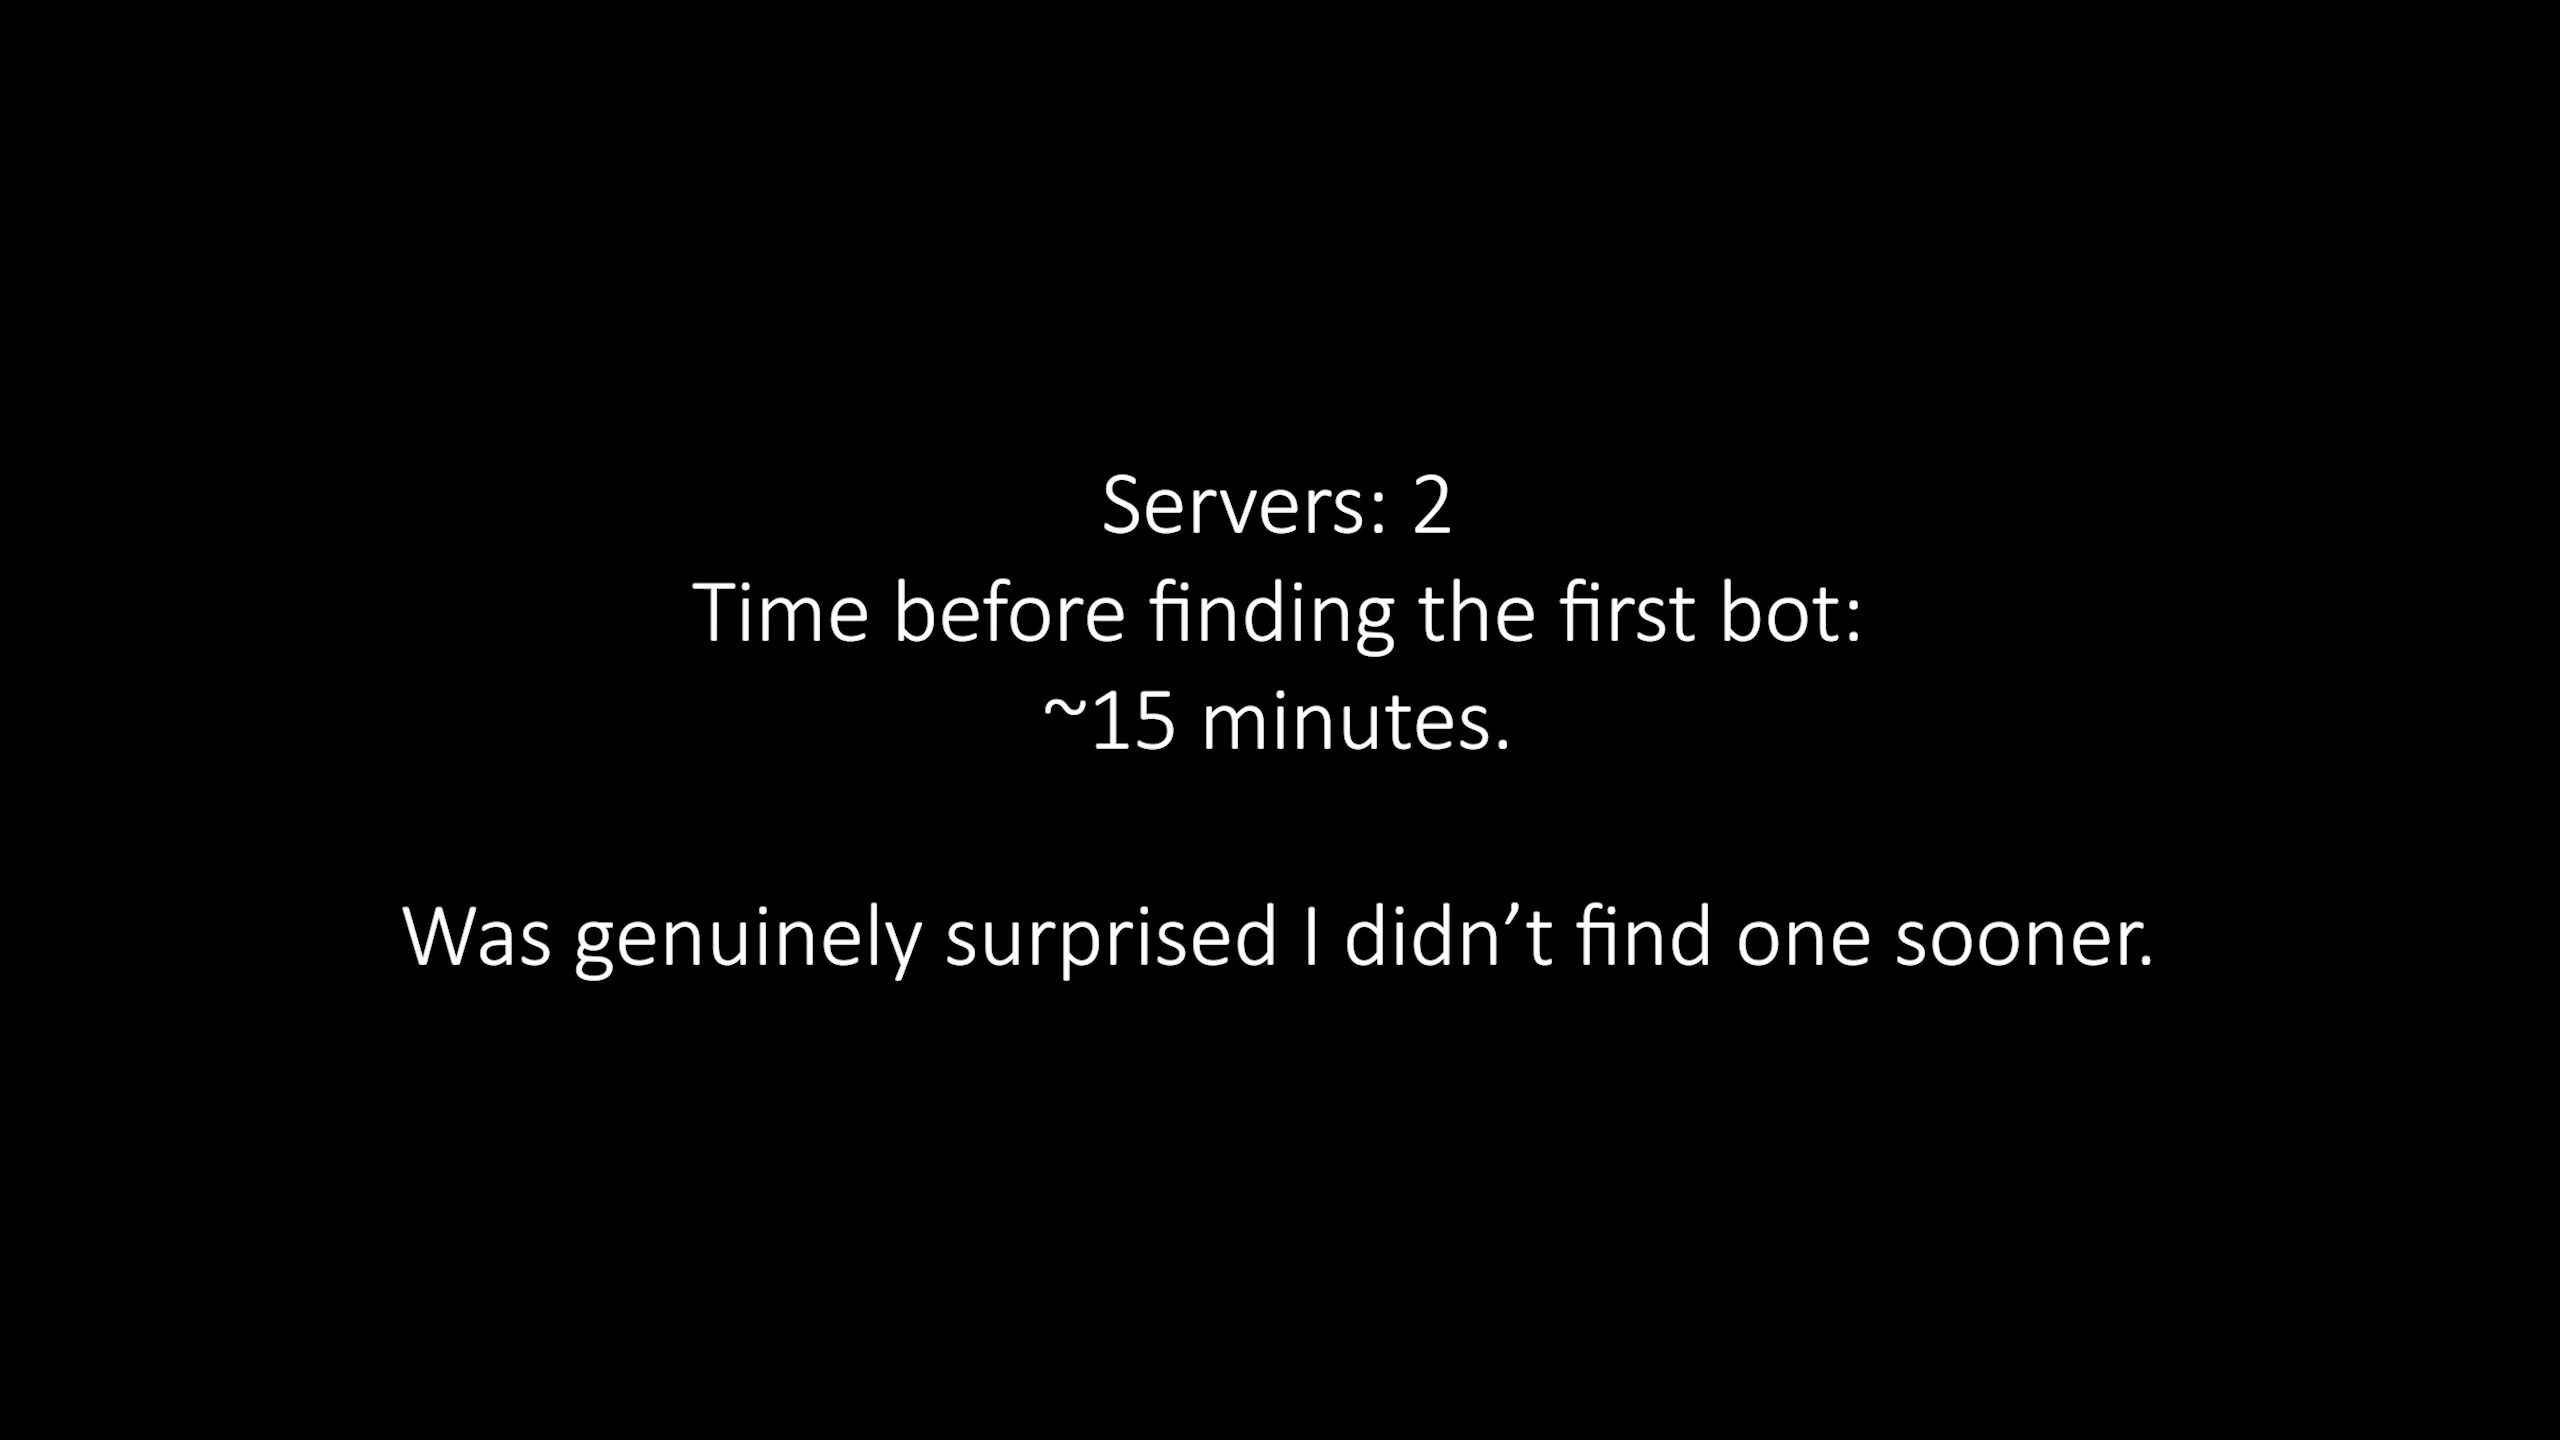 Servers: 2
Time before finding the first bot:
~15 minutes.
Was genuinely surprised I didn’t find one sooner.